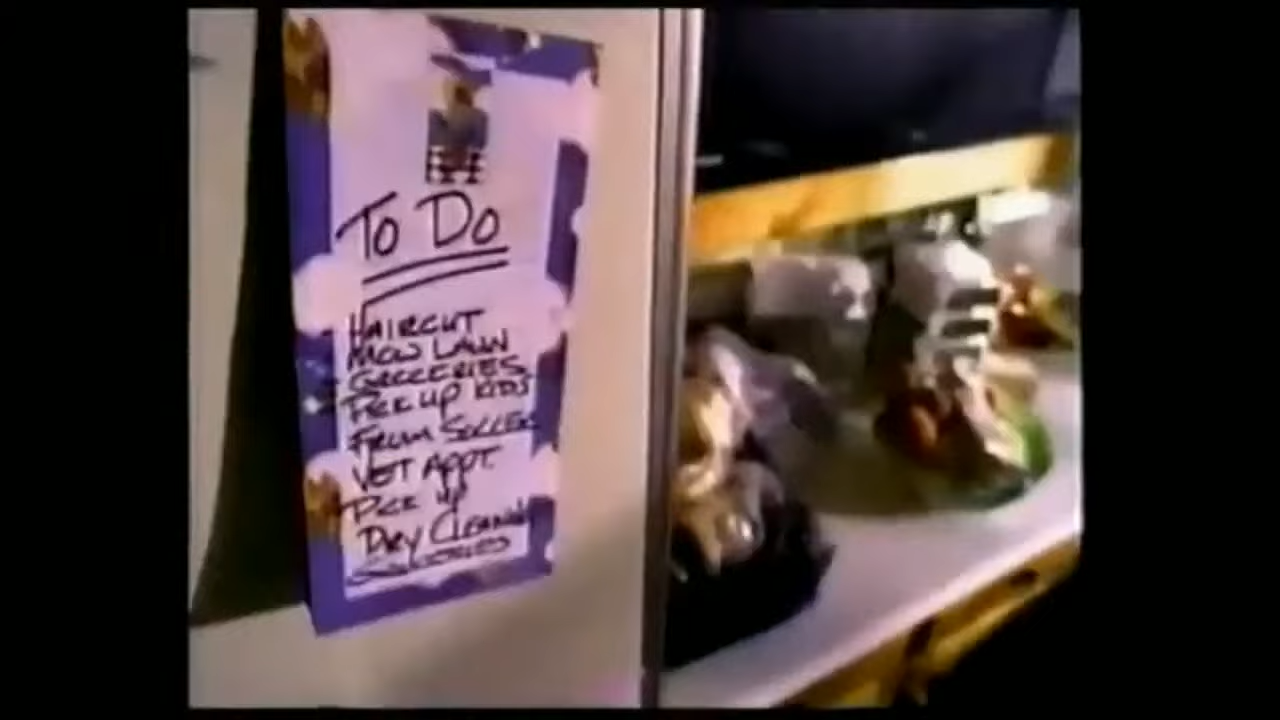 To Do
HAIRCUT
MOW LAWN
GROCERIES
PICK UP KIDS
FROM SOCCER
VET APPT.
PICK UP
DRY CLEANING